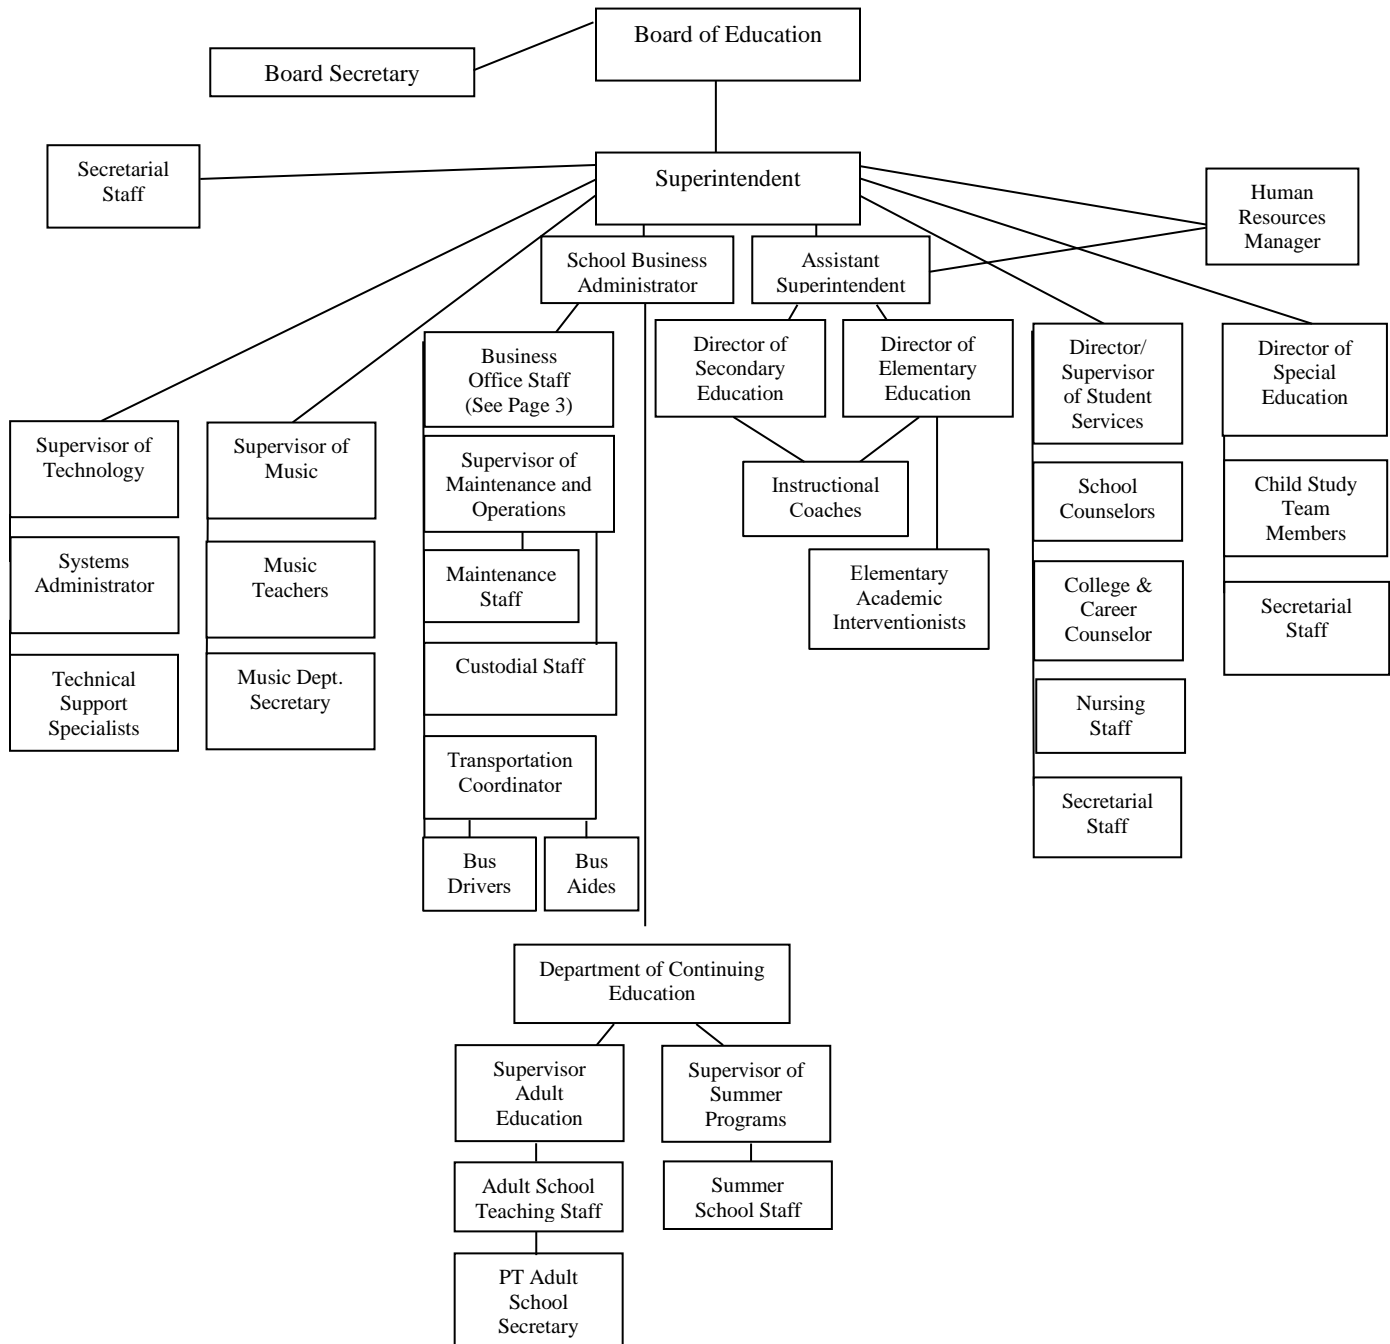 Board of Education
Board Secretary
Secretarial
Staff
Superintendent
Human
Resources
Manager
School Business
Administrator
Assistant
Superintendent
Business
Office Staff
(See Page 3)
Director of
Secondary
Education
Director of
Elementary
Education
Director/
Supervisor
of Student
Services
Director of
Special
Education
Supervisor of
Technology
Supervisor of
Music
Supervisor of
Maintenance and
Operations
Instructional
Coaches
School
Counselors
Child Study
Team
Members
Systems
Administrator
Music
Teachers
Maintenance
Staff
Elementary
Academic
Interventionists
College &
Career
Counselor
Secretarial
Staff
Technical
Support
Specialists
Music Dept.
Secretary
Custodial Staff
Nursing
Staff
Transportation
Coordinator
Secretarial
Staff
Bus
Drivers
Bus
Aides
Department of Continuing
Education
Supervisor
Adult
Education
Supervisor of
Summer
Programs
Adult School
Teaching Staff
Summer
School Staff
PT Adult
School
Secretary